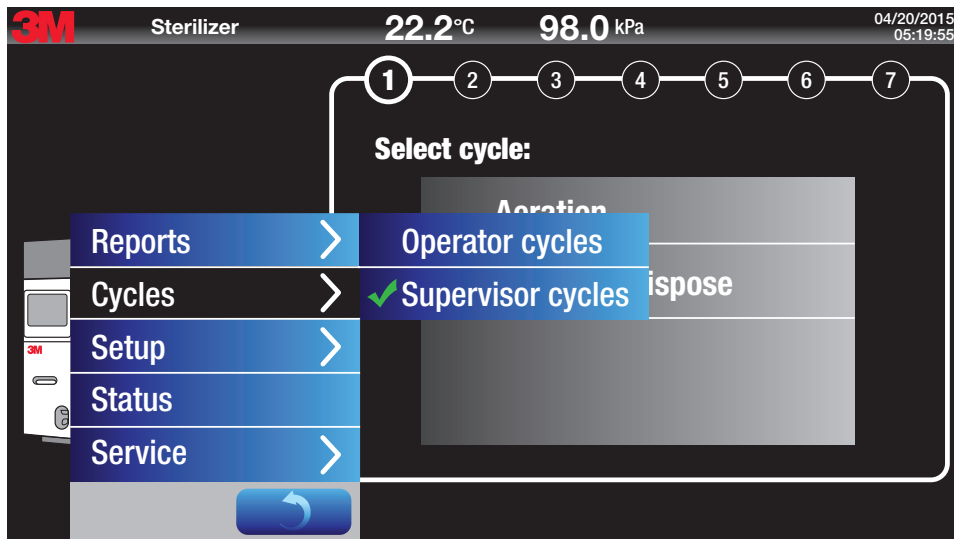 3M Sterilizer 22.2°C 98.0 kPa 04/20/2015
05:19:55
1 2 3 4 5 6 7
Select cycle:
Aeration
Reports
Operator cycles
Cycles
Supervisor cycles
ispose
Setup
3M
Status
Service